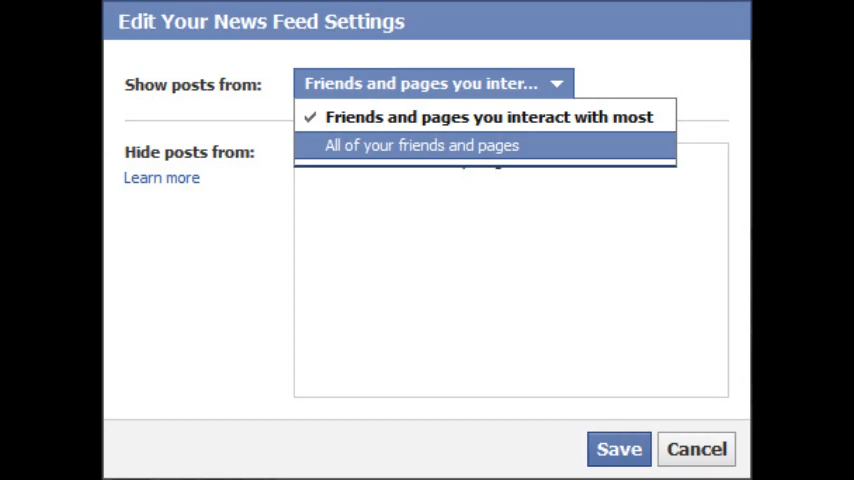 Edit Your News Feed Settings
Show posts from:
Friends and pages you inter...
Friends and pages you interact with most
All of your friends and pages
Hide posts from:
Learn more
Save
Cancel